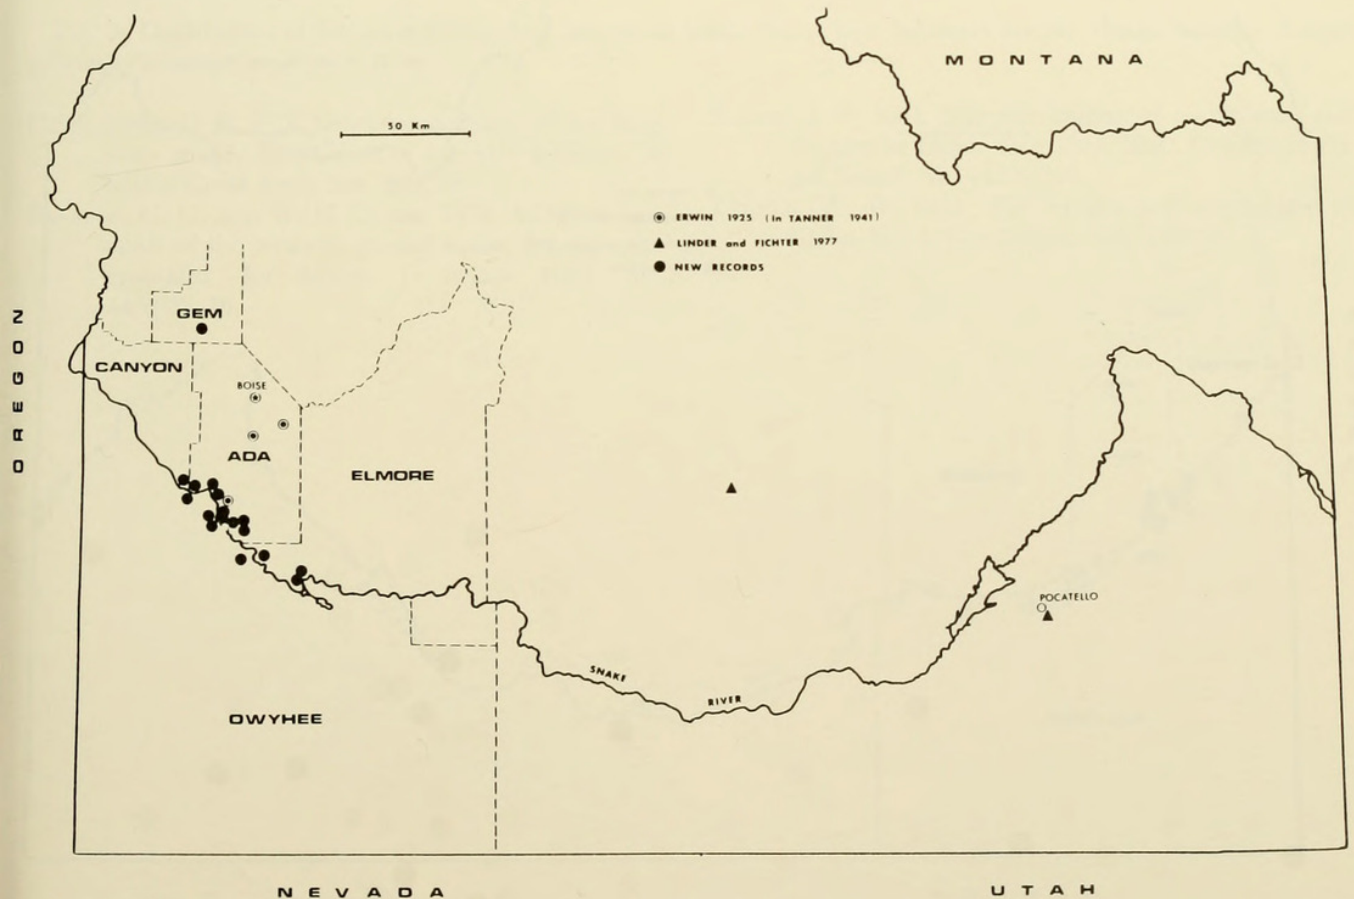 MONTANA
50 Km
ERWIN 1925 (In TANNER 1941)
LINDER and FICHTER 1977
NEW RECORDS
OREGON
GEM
CANYON
BOISE
ADA
ELMORE
POCATELLO
SNAKE RIVER
OWYHEE
NEVADA
UTAH